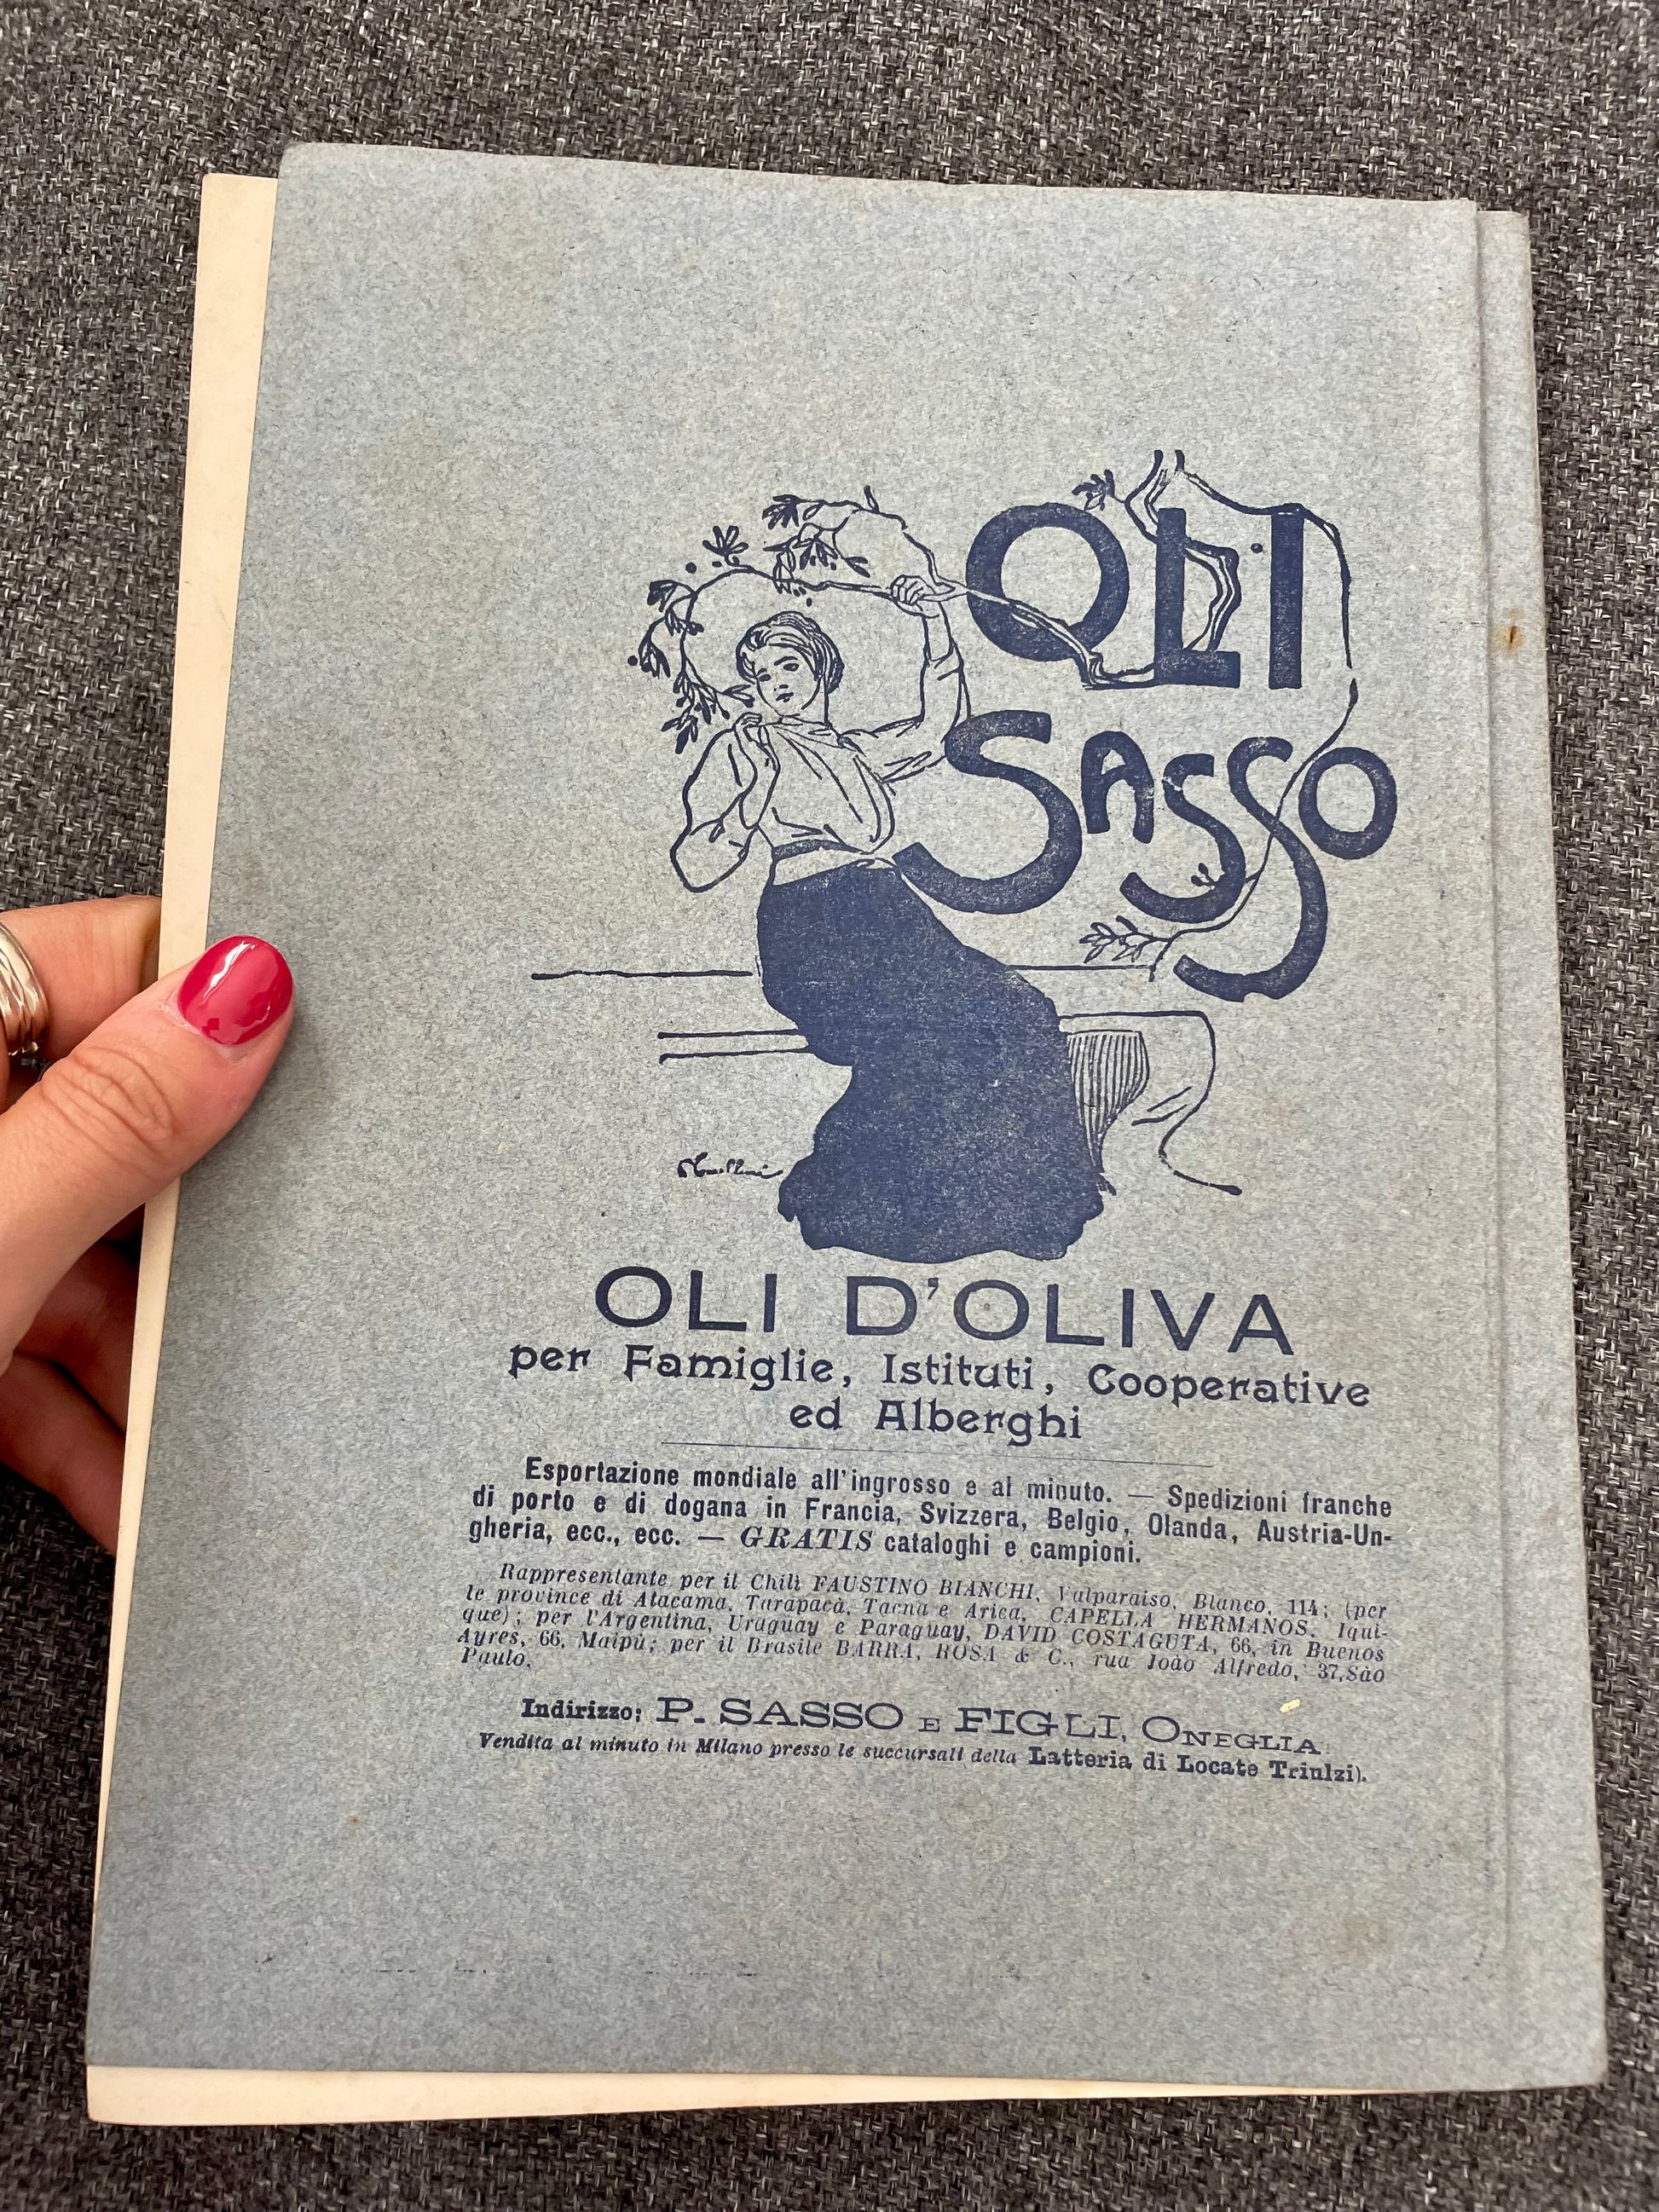 OLI
SASSO
OLI D'OLIVA
per Famiglie, Istituti, Cooperative
ed Alberghi
Esportazione mondiale all'ingrosso e al minuto. — Spedizioni franche
di porto e di dogana in Francia, Svizzera, Belgio, Olanda, Austria-Un-
gheria, ecc., ecc. — GRATIS cataloghi e campioni.
Rappresentante per il Chilì FAUSTINO BIANCHI, Valparaiso, Blanco, 114; (per
le province di Atacama, Tarapacà, Tacna e Arica, CAPELLA HERMANOS, Iqui-
que); per l'Argentina, Uraguay e Paraguay, DAVID COSTAGUTA, 66, in Buenos
Ayres, 66, Maipù; per il Brasile BARRA, ROSA & C., rua João Alfredo, 37, São
Paulo.
Indirizzo: P. SASSO E FIGLI, ONEGLIA
Vendita al minuto in Milano presso le succursali della Latteria di Locate Triulzi).